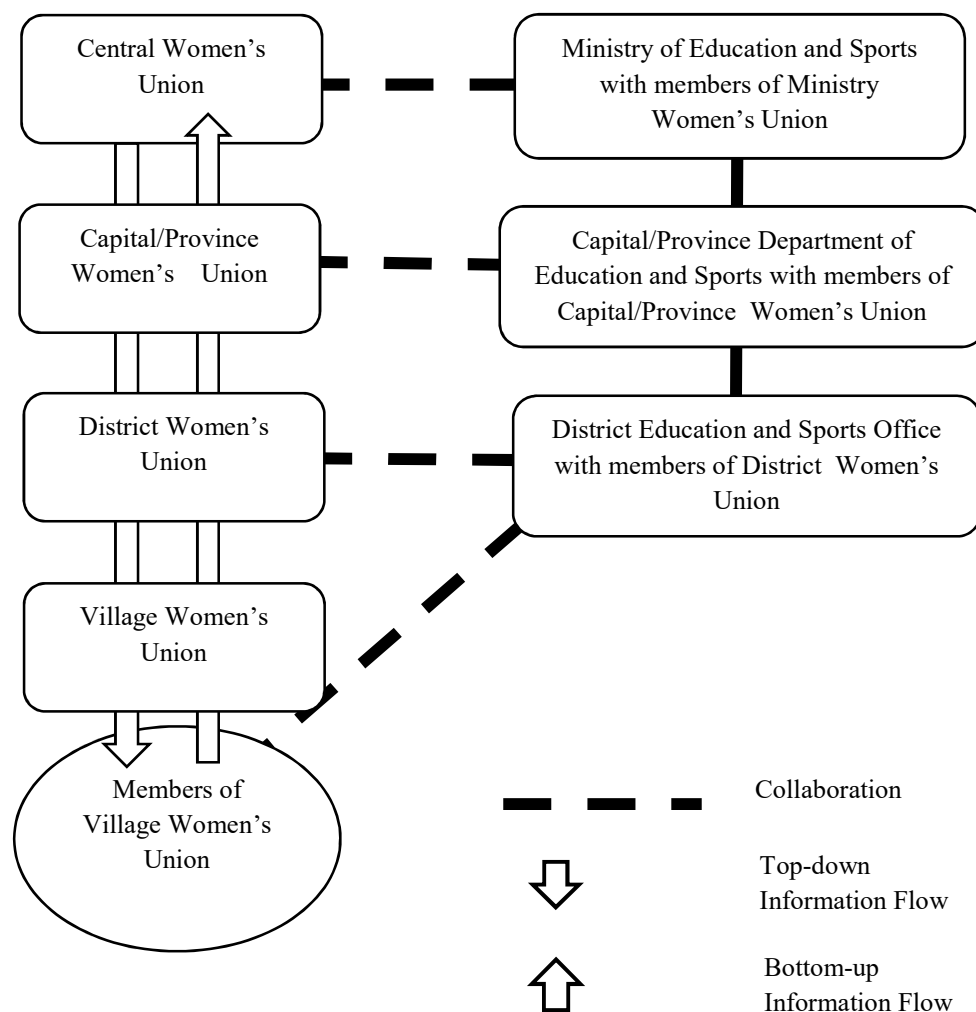 Central Women’s
Union
Ministry of Education and Sports
with members of Ministry
Women’s Union
Capital/Province
Women’s Union
Capital/Province Department of
Education and Sports with members of
Capital/Province Women’s Union
District Women’s
Union
District Education and Sports Office
with members of District Women’s
Union
Village Women’s
Union
Members of
Village Women’s
Union
Collaboration
Top-down
Information Flow
Bottom-up
Information Flow